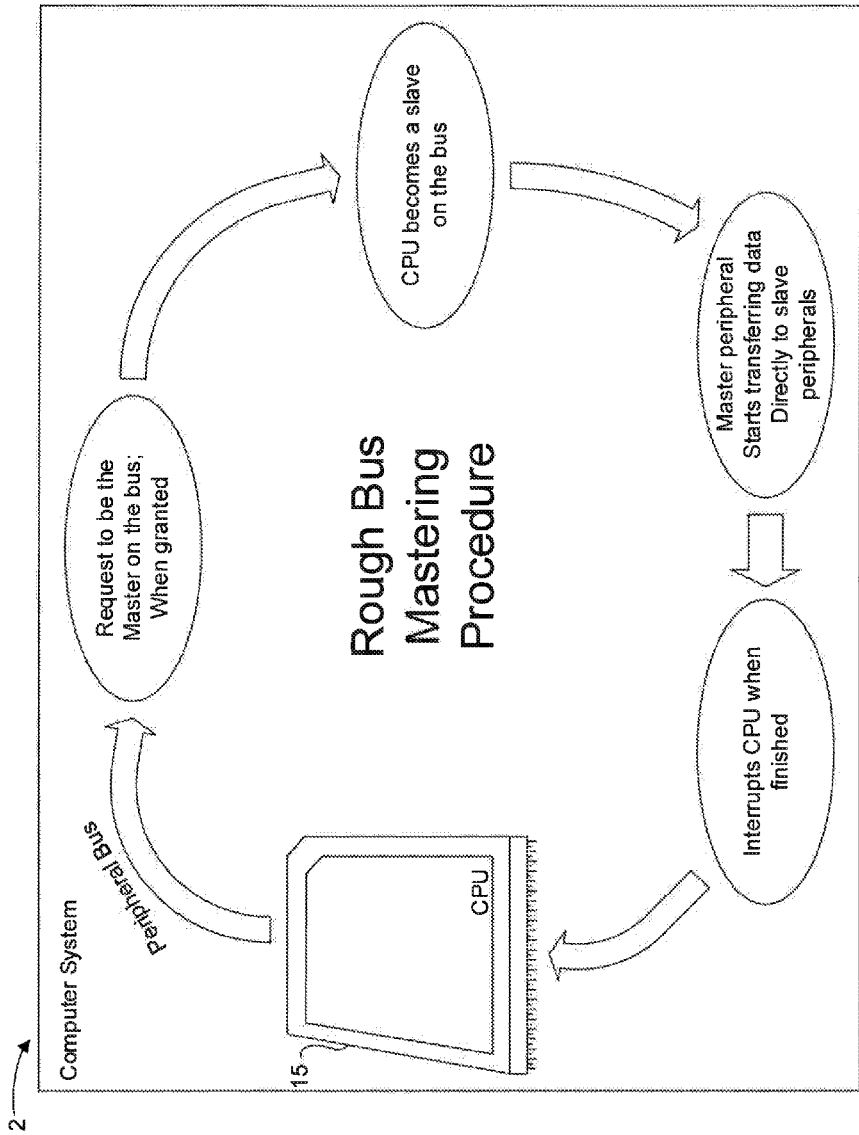 2
Computer System
Peripheral Bus
Request to be the
Master on the bus;
When granted
CPU becomes a slave
on the bus
Master peripheral
Starts transferring data
Directly to slave
peripherals
Interrupts CPU when
finished
CPU
15
Rough Bus
Mastering
Procedure